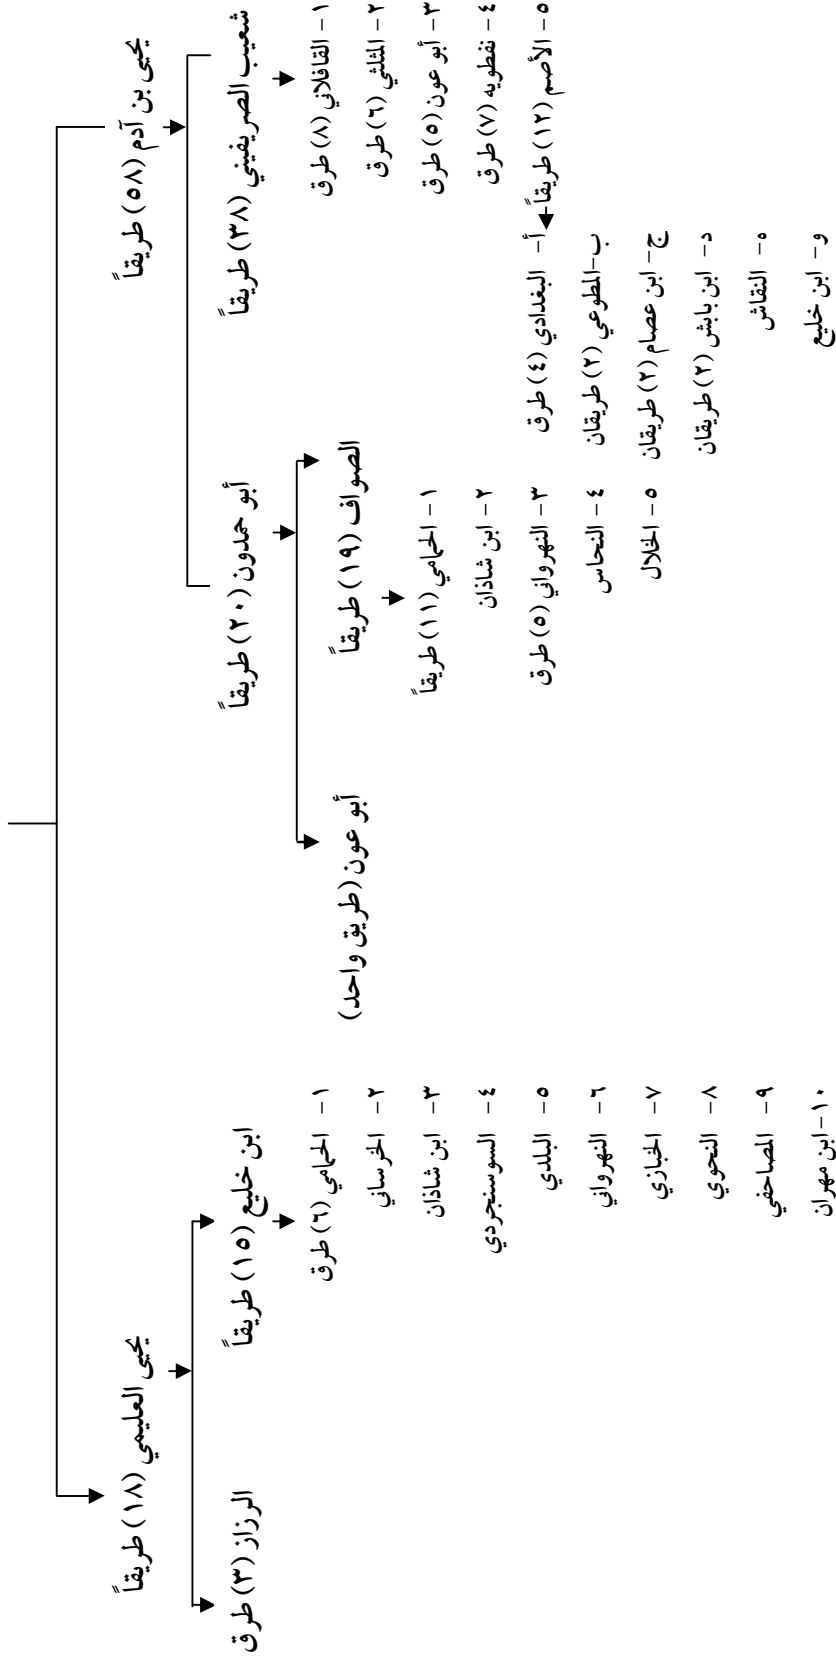 يحيى بن آدم (٥٨) طريقاً
شعيب الصريفيني (٣٨) طريقاً
١ - القافلاني (٨) طرق
٢ - المثلثي (٦) طرق
٣ - أبو عون (٥) طرق
٤ - نفطويه (٧) طرق
٥ - الأصم (١٢) طريقاً
أ- البغدادي (٤) طرق
ب-المطوعي (٢) طريقان
ج- ابن عصام (٢) طريقان
د- ابن بابش (٢) طريقان
ه- النقاش
و- ابن خليع
أبو حمدون (٢٠) طريقاً
الصواف (١٩) طريقاً
١ - الحمامي (١١) طريقاً
٢ - ابن شاذان
٣ - النهرواني (٥) طرق
٤ - النحاس
٥ - الخلال
أبو عون (طريق واحد)
يحيى العليمي (١٨) طريقاً
ابن خليع (١٥) طريقاً
١ - الحمامي (٦) طرق
٢ - الخرساني
٣ - ابن شاذان
٤ - السوسنجردي
٥ - البلدي
٦ - النهرواني
٧ - الخبازي
٨ - النحوي
٩ - المصاحفي
١٠-ابن مهران
الرزاز (٣) طرق